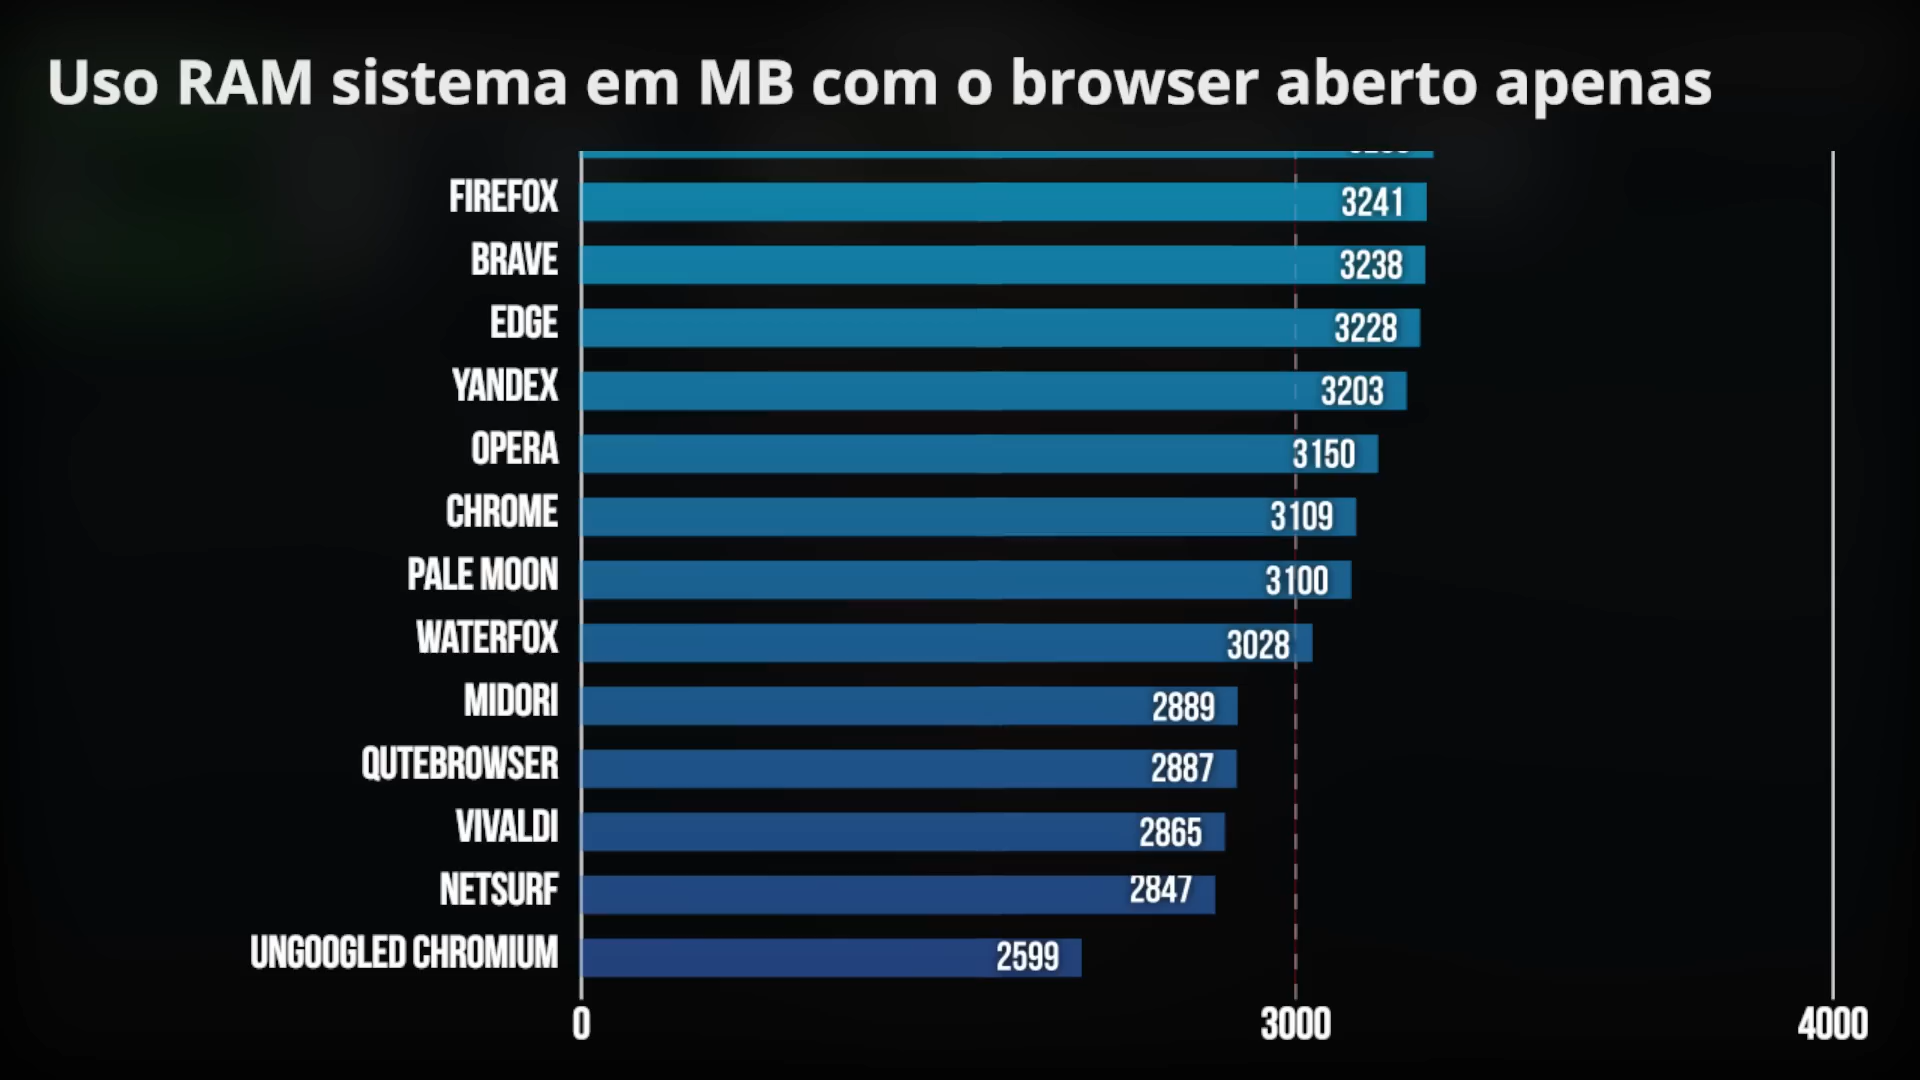 Uso RAM sistema em MB com o browser aberto apenas
FIREFOX 3241
BRAVE 3238
EDGE 3228
YANDEX 3203
OPERA 3150
CHROME 3109
PALE MOON 3100
WATERFOX 3028
MIDORI 2889
QUTEBROWSER 2887
VIVALDI 2865
NETSURF 2847
UNGOOGLED CHROMIUM 2599
0 3000 4000